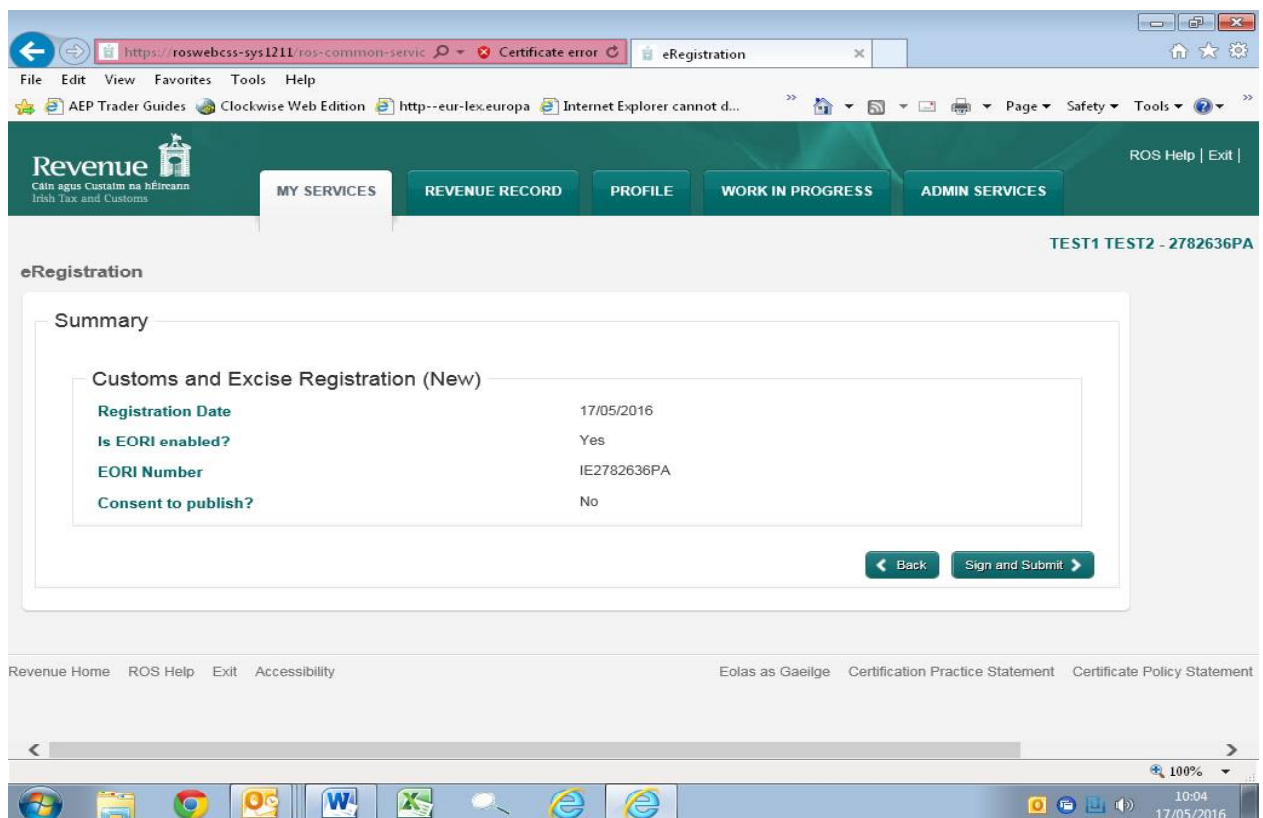 https://roswebcss-sys1211/ros-common-servic Certificate error eRegistration
File Edit View Favorites Tools Help
AEP Trader Guides Clockwise Web Edition http--eur-lex.europa Internet Explorer cannot d... » Page Safety Tools »
ROS Help | Exit |
Revenue
Cáin agus Custaim na hÉireann
Irish Tax and Customs
MY SERVICES REVENUE RECORD PROFILE WORK IN PROGRESS ADMIN SERVICES
TEST1 TEST2 - 2782636PA
eRegistration
Summary
Customs and Excise Registration (New)
Registration Date 17/05/2016
Is EORI enabled? Yes
EORI Number IE2782636PA
Consent to publish? No
Back Sign and Submit
Revenue Home ROS Help Exit Accessibility Eolas as Gaeilge Certification Practice Statement Certificate Policy Statement
100%
10:04
17/05/2016